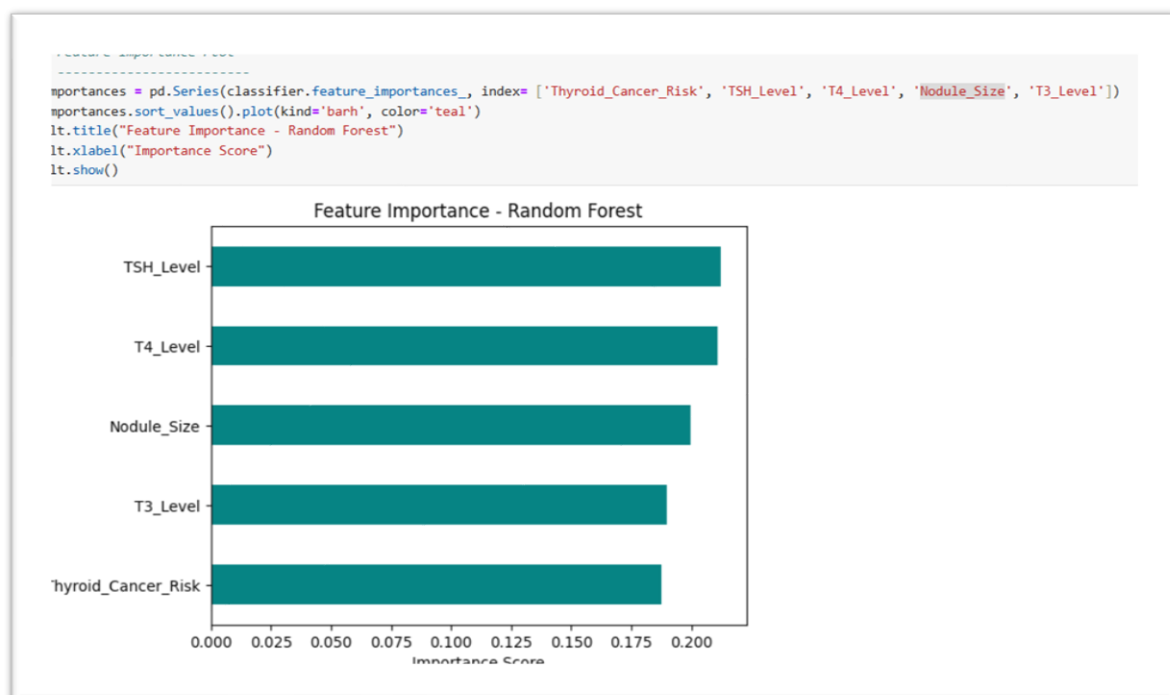 -------------------------
mportances = pd.Series(classifier.feature_importances_, index= ['Thyroid_Cancer_Risk', 'TSH_Level', 'T4_Level', 'Nodule_Size', 'T3_Level'])
mportances.sort_values().plot(kind='barh', color='teal')
lt.title("Feature Importance - Random Forest")
lt.xlabel("Importance Score")
lt.show()
Feature Importance - Random Forest
TSH_Level
T4_Level
Nodule_Size
T3_Level
hyroid_Cancer_Risk
0.000 0.025 0.050 0.075 0.100 0.125 0.150 0.175 0.200
Importance Score